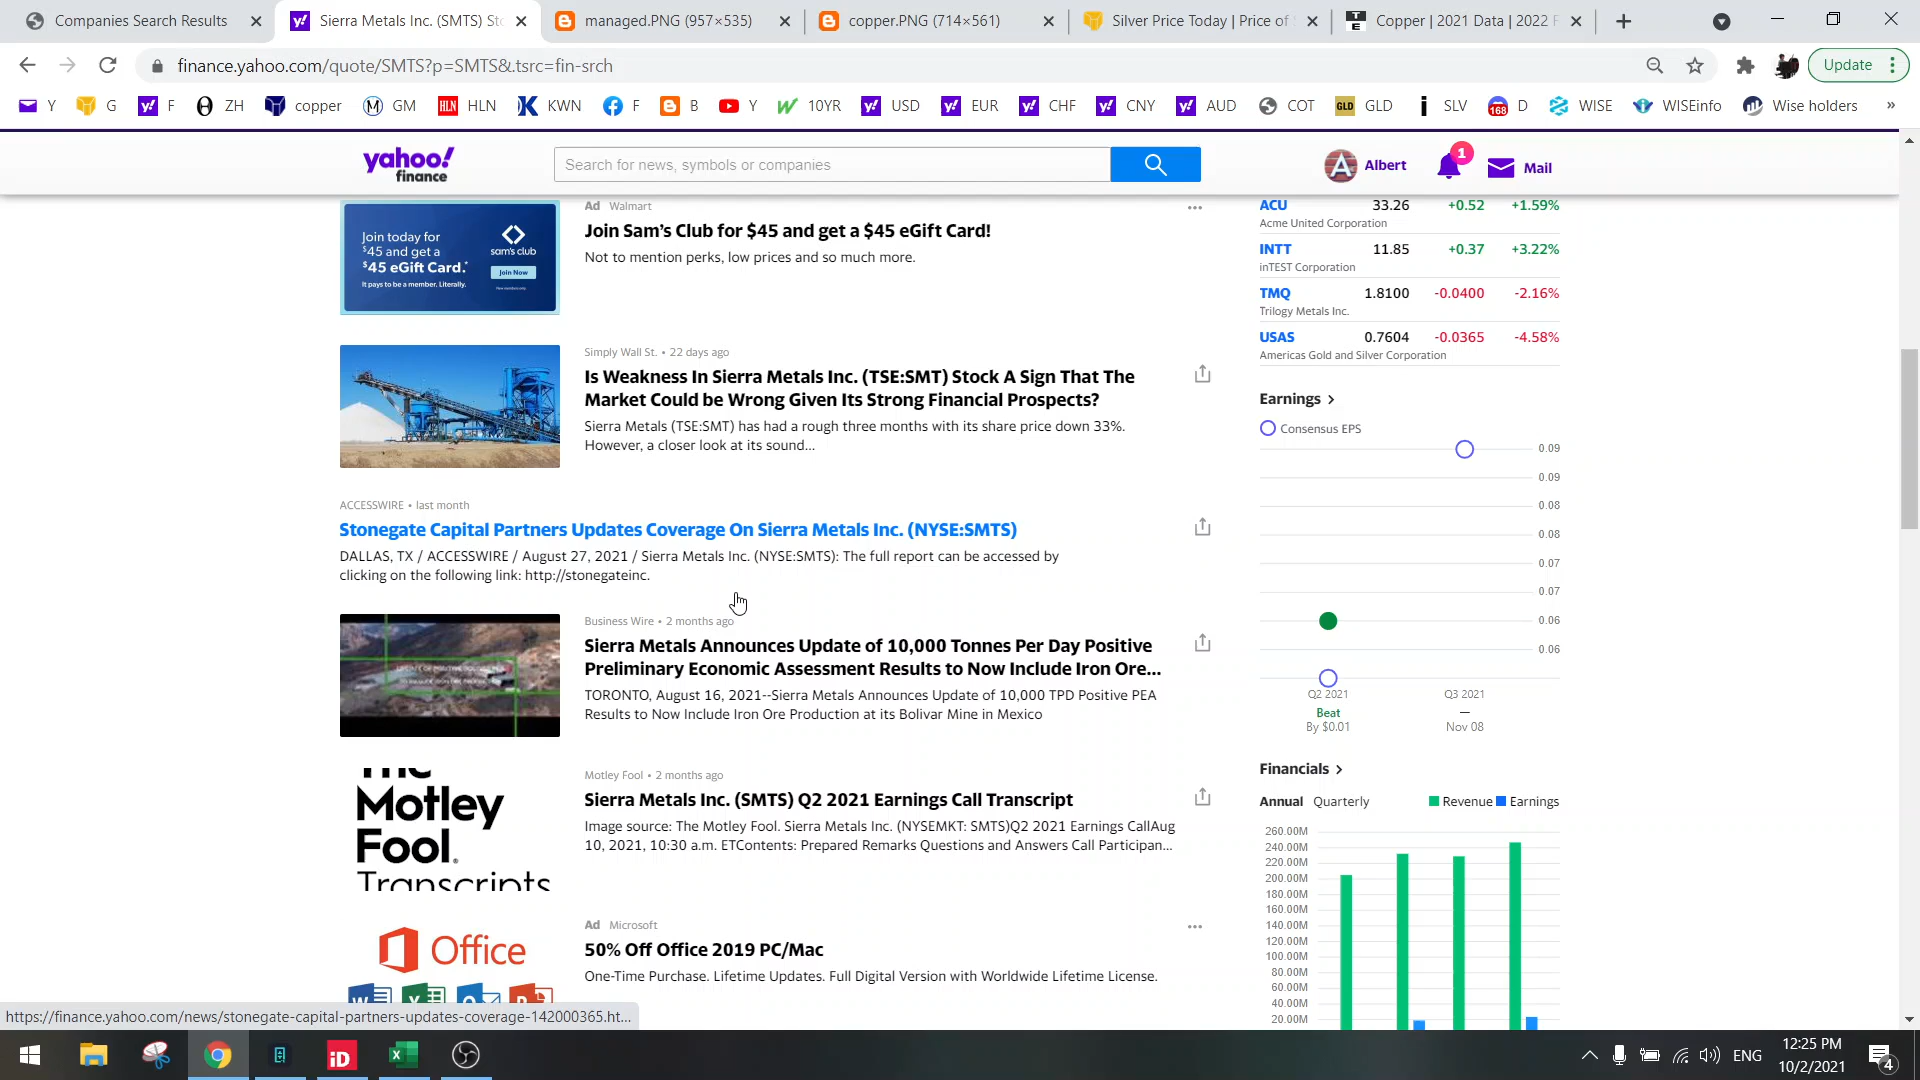 Companies Search Results
Sierra Metals Inc. (SMTS) Sto
managed.PNG (957×535)
copper.PNG (714×561)
Silver Price Today | Price of S
Copper | 2021 Data | 2022 F
finance.yahoo.com/quote/SMTS?p=SMTS&.tsrc=fin-srch
Update
Y
G
F
ZH
copper
GM
HLN
KWN
F
B
Y
10YR
USD
EUR
CHF
CNY
AUD
COT
GLD
SLV
D
WISE
WISEinfo
Wise holders
»
yahoo!
finance
Search for news, symbols or companies
Albert
1
Mail
Ad Walmart
Join Sam's Club for $45 and get a $45 eGift Card!
Not to mention perks, low prices and so much more.
Join today for
$45 and get a
$45 eGift Card.*
It pays to be a member. Literally.
sam's club
Join Now
Simply Wall St. • 22 days ago
Is Weakness In Sierra Metals Inc. (TSE:SMT) Stock A Sign That The
Market Could be Wrong Given Its Strong Financial Prospects?
Sierra Metals (TSE:SMT) has had a rough three months with its share price down 33%.
However, a closer look at its sound...
ACCESSWIRE • last month
Stonegate Capital Partners Updates Coverage On Sierra Metals Inc. (NYSE:SMTS)
DALLAS, TX / ACCESSWIRE / August 27, 2021 / Sierra Metals Inc. (NYSE:SMTS): The full report can be accessed by
clicking on the following link: http://stonegateinc.
Business Wire • 2 months ago
Sierra Metals Announces Update of 10,000 Tonnes Per Day Positive
Preliminary Economic Assessment Results to Now Include Iron Ore...
TORONTO, August 16, 2021--Sierra Metals Announces Update of 10,000 TPD Positive PEA
Results to Now Include Iron Ore Production at its Bolivar Mine in Mexico
The
Motley
Fool.
Transcripts
Motley Fool • 2 months ago
Sierra Metals Inc. (SMTS) Q2 2021 Earnings Call Transcript
Image source: The Motley Fool. Sierra Metals Inc. (NYSEMKT: SMTS)Q2 2021 Earnings CallAug
10, 2021, 10:30 a.m. ETContents: Prepared Remarks Questions and Answers Call Participan...
Office
Ad Microsoft
50% Off Office 2019 PC/Mac
One-Time Purchase. Lifetime Updates. Full Digital Version with Worldwide Lifetime License.
ACU 33.26 +0.52 +1.59%
Acme United Corporation
INTT 11.85 +0.37 +3.22%
inTEST Corporation
TMQ 1.8100 -0.0400 -2.16%
Trilogy Metals Inc.
USAS 0.7604 -0.0365 -4.58%
Americas Gold and Silver Corporation
Earnings
Consensus EPS
0.09
0.09
0.08
0.08
0.07
0.07
0.06
0.06
Q2 2021 Q3 2021
Beat —
By $0.01 Nov 08
Financials
Annual Quarterly Revenue Earnings
260.00M
240.00M
220.00M
200.00M
180.00M
160.00M
140.00M
120.00M
100.00M
80.00M
60.00M
40.00M
20.00M
https://finance.yahoo.com/news/stonegate-capital-partners-updates-coverage-142000365.ht...
iD
ENG
12:25 PM
10/2/2021
4